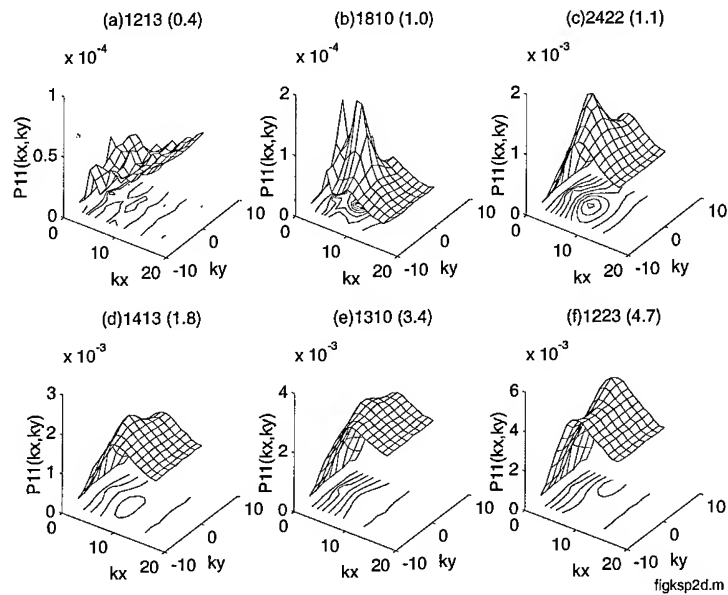 (a)1213 (0.4)
x 10-4
P11(kx,ky)
1
0.5
0
0
10
20
kx
-10
0
10
ky
(b)1810 (1.0)
x 10-4
P11(kx,ky)
2
1
0
0
10
20
kx
-10
0
10
ky
(c)2422 (1.1)
x 10-3
P11(kx,ky)
2
1
0
0
10
20
kx
-10
0
10
ky
(d)1413 (1.8)
x 10-3
P11(kx,ky)
3
2
1
0
0
10
20
kx
-10
0
10
ky
(e)1310 (3.4)
x 10-3
P11(kx,ky)
4
2
0
0
10
20
kx
-10
0
10
ky
(f)1223 (4.7)
x 10-3
P11(kx,ky)
6
4
2
0
0
10
20
kx
-10
0
10
ky
figksp2d.m